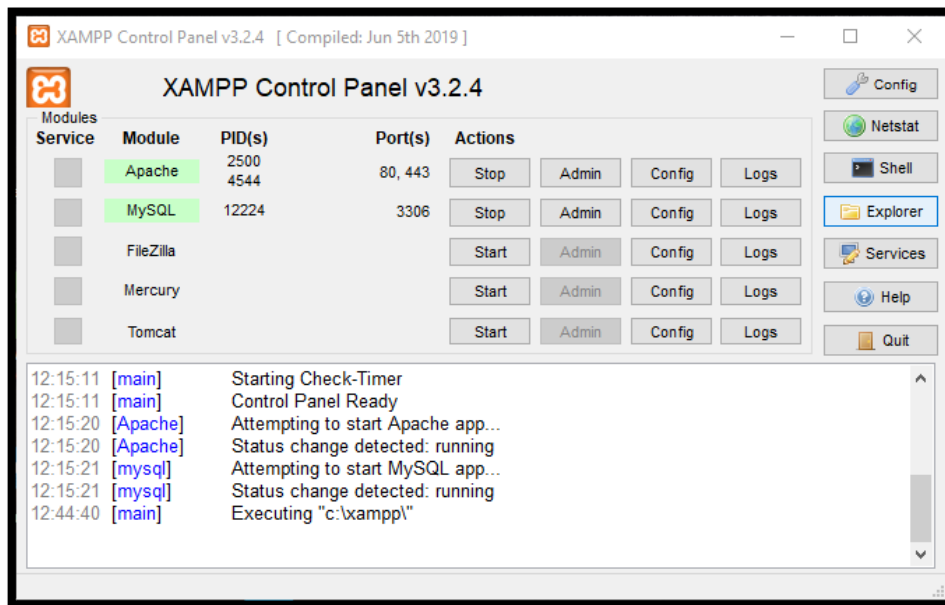 XAMPP Control Panel v3.2.4 [ Compiled: Jun 5th 2019 ]
XAMPP Control Panel v3.2.4
Config
Modules
Service Module PID(s) Port(s) Actions
Netstat
Apache 2500 4544 80, 443 Stop Admin Config Logs
Shell
MySQL 12224 3306 Stop Admin Config Logs
Explorer
FileZilla Start Admin Config Logs
Services
Mercury Start Admin Config Logs
Help
Tomcat Start Admin Config Logs
Quit
12:15:11 [main] Starting Check-Timer
12:15:11 [main] Control Panel Ready
12:15:20 [Apache] Attempting to start Apache app...
12:15:20 [Apache] Status change detected: running
12:15:21 [mysql] Attempting to start MySQL app...
12:15:21 [mysql] Status change detected: running
12:44:40 [main] Executing "c:\xampp\"